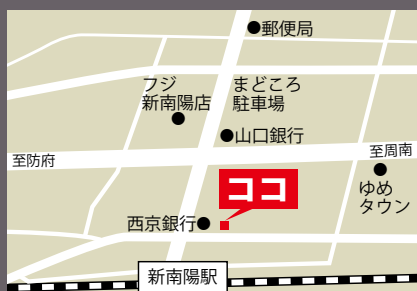 郵便局
フジ
新南陽店
まどころ
駐車場
山口銀行
至防府
至周南
ココ
ゆめ
タウン
西京銀行
新南陽駅